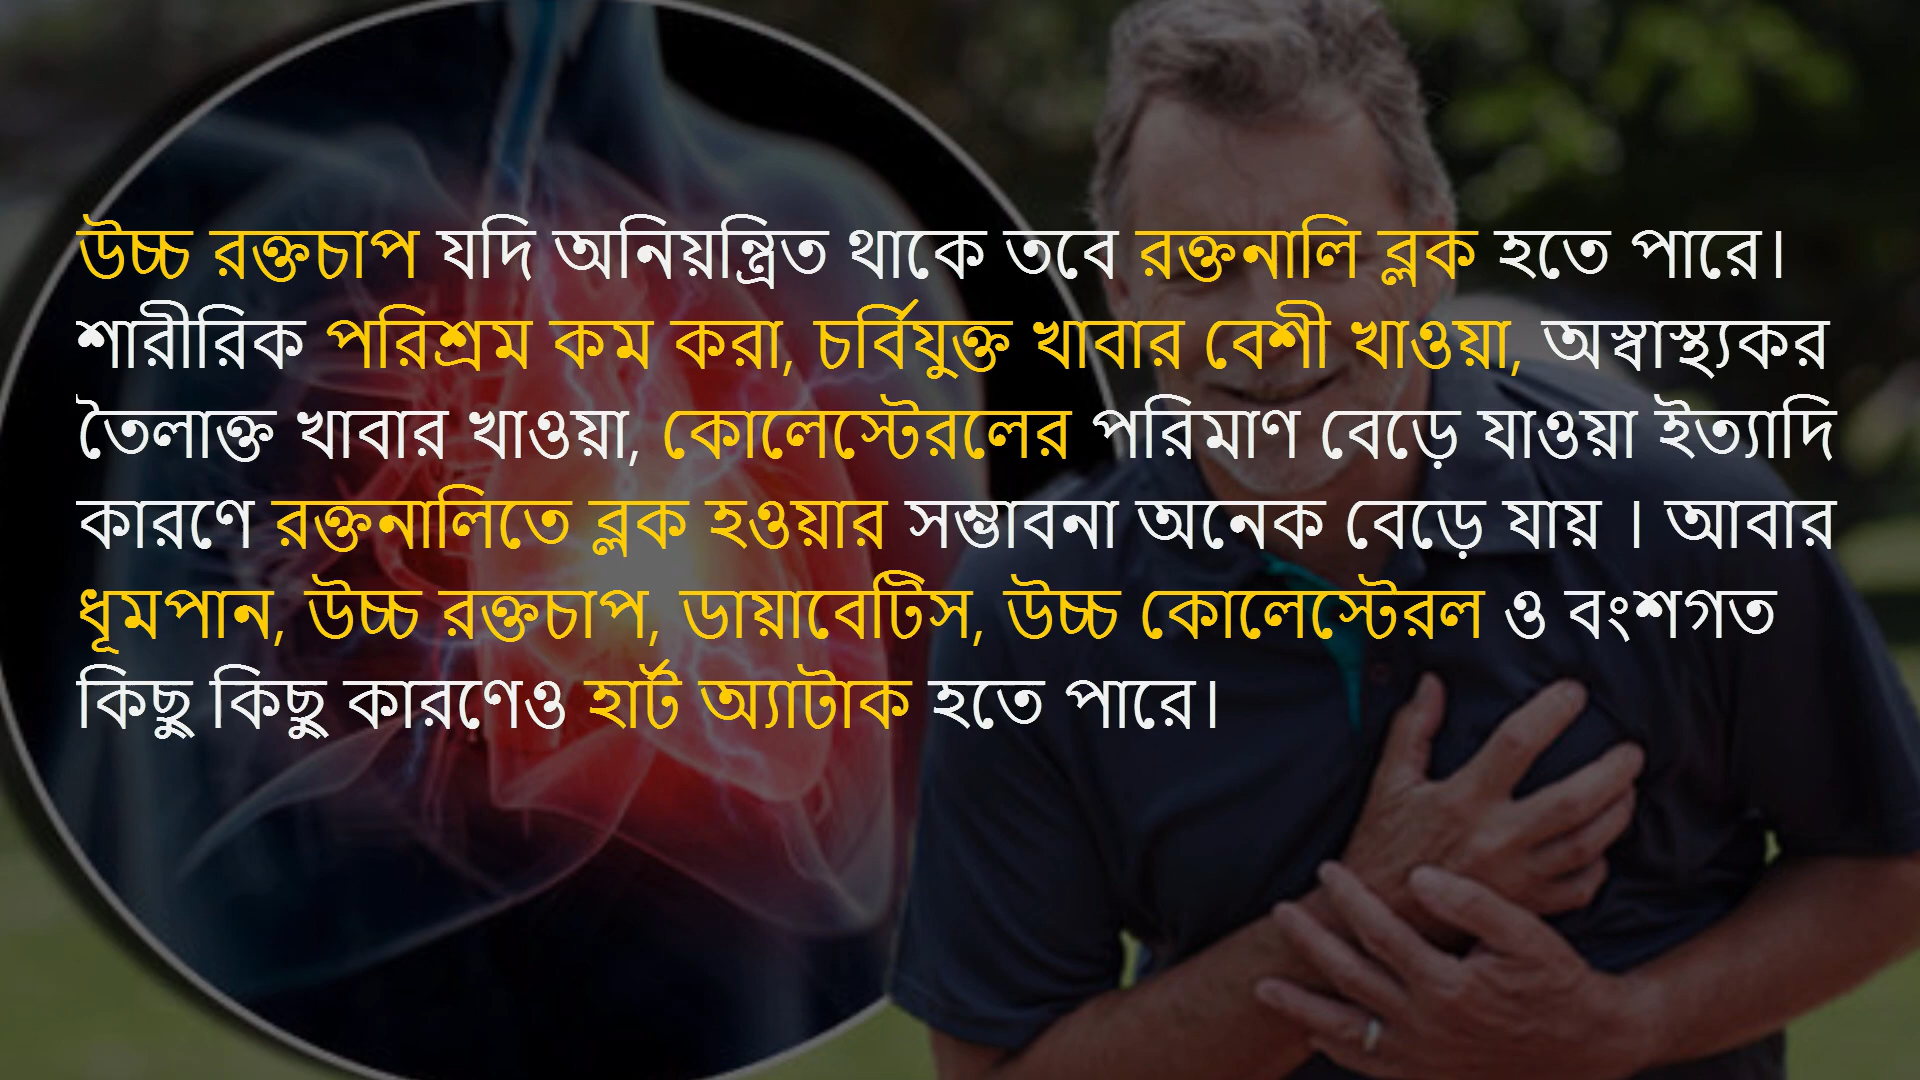 উচ্চ রক্তচাপ যদি অনিয়ন্ত্রিত থাকে তবে রক্তনালি ব্লক হতে পারে।
শারীরিক পরিশ্রম কম করা, চর্বিযুক্ত খাবার বেশী খাওয়া, অস্বাস্থ্যকর
তৈলাক্ত খাবার খাওয়া, কোলেস্টেরলের পরিমাণ বেড়ে যাওয়া ইত্যাদি
কারণে রক্তনালিতে ব্লক হওয়ার সম্ভাবনা অনেক বেড়ে যায় । আবার
ধূমপান, উচ্চ রক্তচাপ, ডায়াবেটিস, উচ্চ কোলেস্টেরল ও বংশগত
কিছু কিছু কারণেও হার্ট অ্যাটাক হতে পারে।